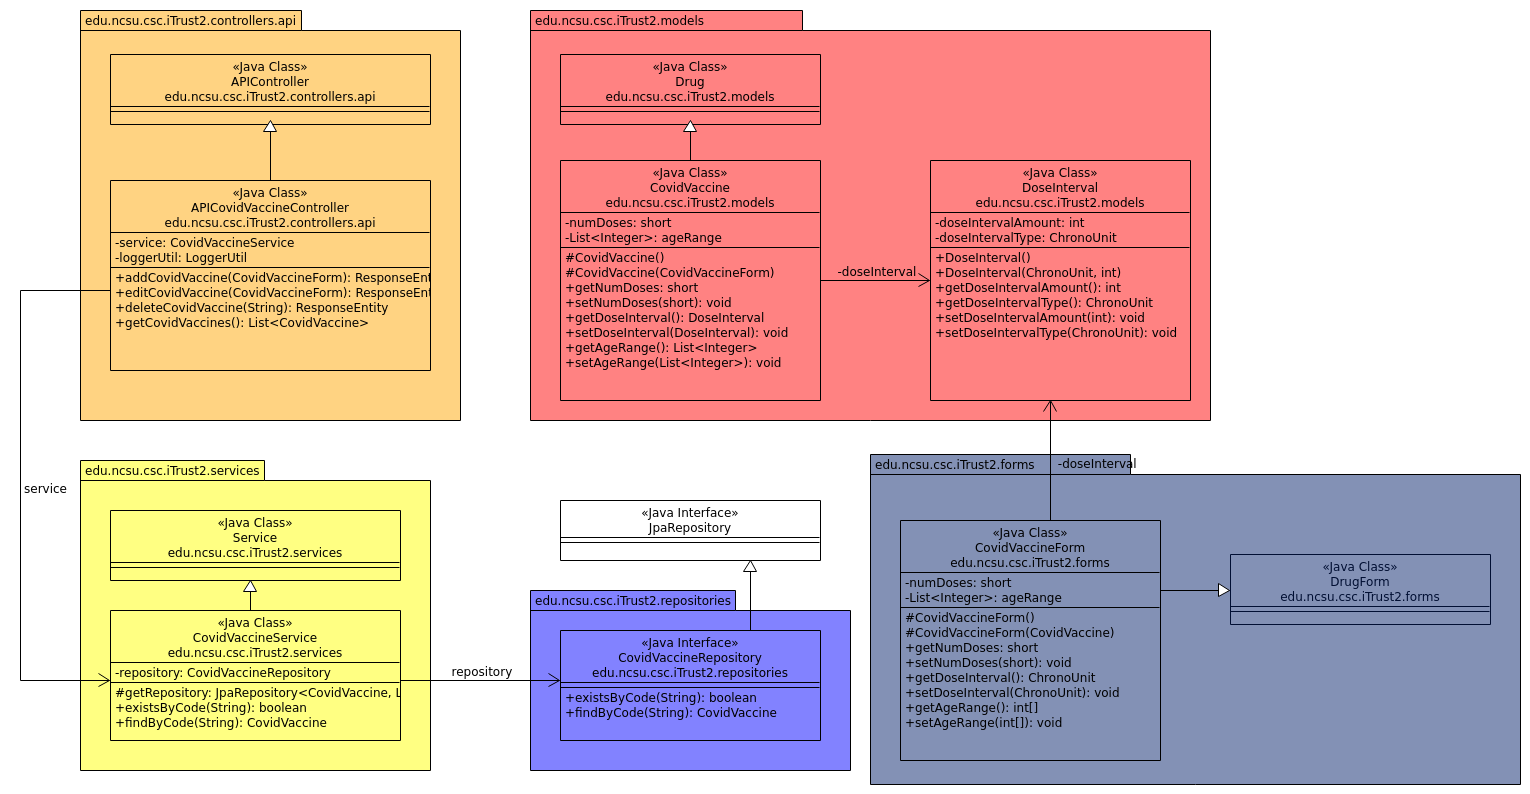 edu.ncsu.csc.iTrust2.controllers.api
«Java Class»
APIController
edu.ncsu.csc.iTrust2.controllers.api
«Java Class»
APICovidVaccineController
edu.ncsu.csc.iTrust2.controllers.api
-service: CovidVaccineService
-loggerUtil: LoggerUtil
+addCovidVaccine(CovidVaccineForm): ResponseEnt
+editCovidVaccine(CovidVaccineForm): ResponseEnt
+deleteCovidVaccine(String): ResponseEntity
+getCovidVaccines(): List<CovidVaccine>
edu.ncsu.csc.iTrust2.models
«Java Class»
Drug
edu.ncsu.csc.iTrust2.models
«Java Class»
CovidVaccine
edu.ncsu.csc.iTrust2.models
-numDoses: short
-List<Integer>: ageRange
#CovidVaccine()
#CovidVaccine(CovidVaccineForm)
+getNumDoses: short
+setNumDoses(short): void
+getDoseInterval(): DoseInterval
+setDoseInterval(DoseInterval): void
+getAgeRange(): List<Integer>
+setAgeRange(List<Integer>): void
-doseInterval
«Java Class»
DoseInterval
edu.ncsu.csc.iTrust2.models
-doseIntervalAmount: int
-doseIntervalType: ChronoUnit
+DoseInterval()
+DoseInterval(ChronoUnit, int)
+getDoseIntervalAmount(): int
+getDoseIntervalType(): ChronoUnit
+setDoseIntervalAmount(int): void
+setDoseIntervalType(ChronoUnit): void
service
edu.ncsu.csc.iTrust2.services
«Java Class»
Service
edu.ncsu.csc.iTrust2.services
«Java Class»
CovidVaccineService
edu.ncsu.csc.iTrust2.services
-repository: CovidVaccineRepository
#getRepository: JpaRepository<CovidVaccine, L
+existsByCode(String): boolean
+findByCode(String): CovidVaccine
repository
«Java Interface»
JpaRepository
edu.ncsu.csc.iTrust2.repositories
«Java Interface»
CovidVaccineRepository
edu.ncsu.csc.iTrust2.repositories
+existsByCode(String): boolean
+findByCode(String): CovidVaccine
edu.ncsu.csc.iTrust2.forms
-doseInterval
«Java Class»
CovidVaccineForm
edu.ncsu.csc.iTrust2.forms
-numDoses: short
-List<Integer>: ageRange
#CovidVaccineForm()
#CovidVaccineForm(CovidVaccine)
+getNumDoses: short
+setNumDoses(short): void
+getDoseInterval(): ChronoUnit
+setDoseInterval(ChronoUnit): void
+getAgeRange(): int[]
+setAgeRange(int[]): void
«Java Class»
DrugForm
edu.ncsu.csc.iTrust2.forms